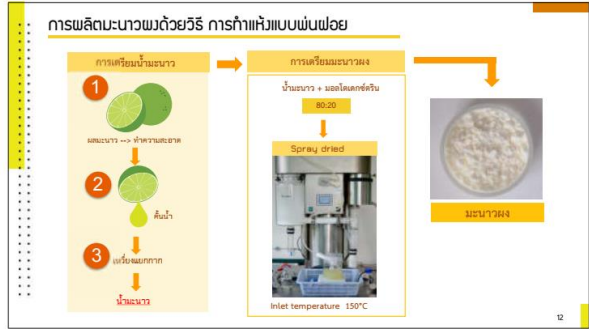 การผลิตมะนาวผงด้วยวิธี การทำแห้งแบบพ่นฝอย
การเตรียมน้ำมะนาว
1
ผลมะนาว --> ทำความสะอาด
2
คั้นน้ำ
3
เหวี่ยงแยกกาก
น้ำมะนาว
การเตรียมมะนาวผง
น้ำมะนาว + มอลโตเดกซ์ตริน
80:20
Spray dried
Inlet temperature 150°C
มะนาวผง
12